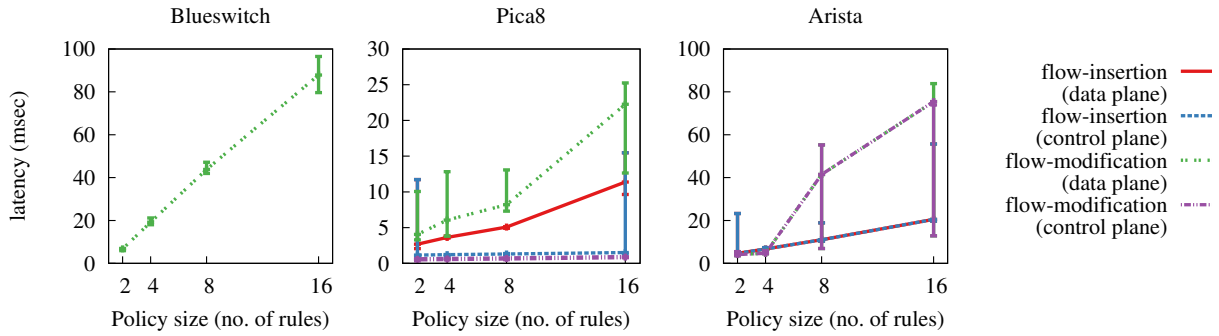 Blueswitch
Pica8
Arista
latency (msec)
100
80
60
40
20
0
2 4 8 16
Policy size (no. of rules)
30
25
20
15
10
5
0
2 4 8 16
Policy size (no. of rules)
100
80
60
40
20
0
2 4 8 16
Policy size (no. of rules)
flow-insertion
(data plane)
flow-insertion
(control plane)
flow-modification
(data plane)
flow-modification
(control plane)